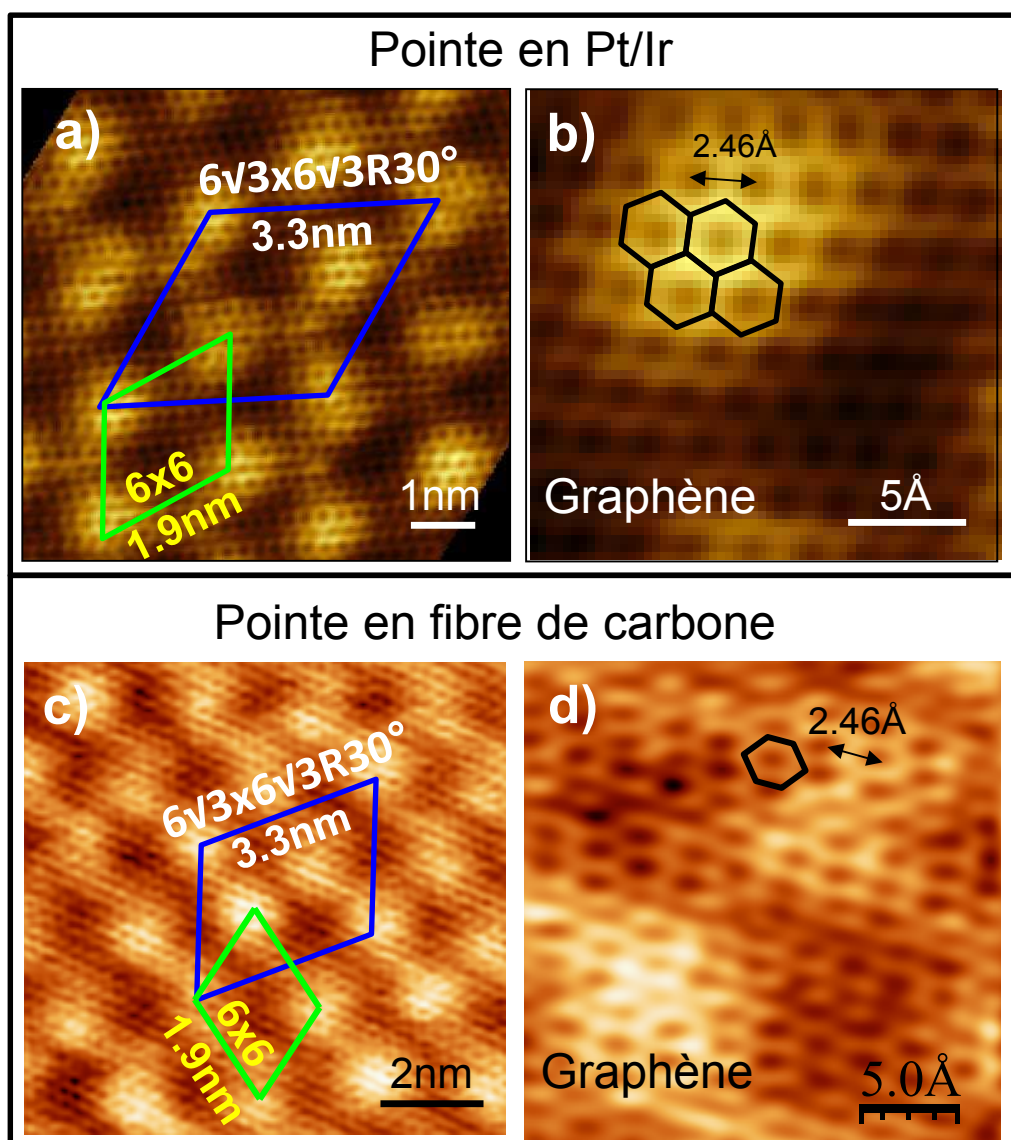 Pointe en Pt/Ir
a)
6√3x6√3R30°
3.3nm
6x6
1.9nm
1nm
b)
2.46Å
Graphène
5Å
Pointe en fibre de carbone
c)
6√3x6√3R30°
3.3nm
6x6
1.9nm
2nm
d)
2.46Å
Graphène
5.0Å